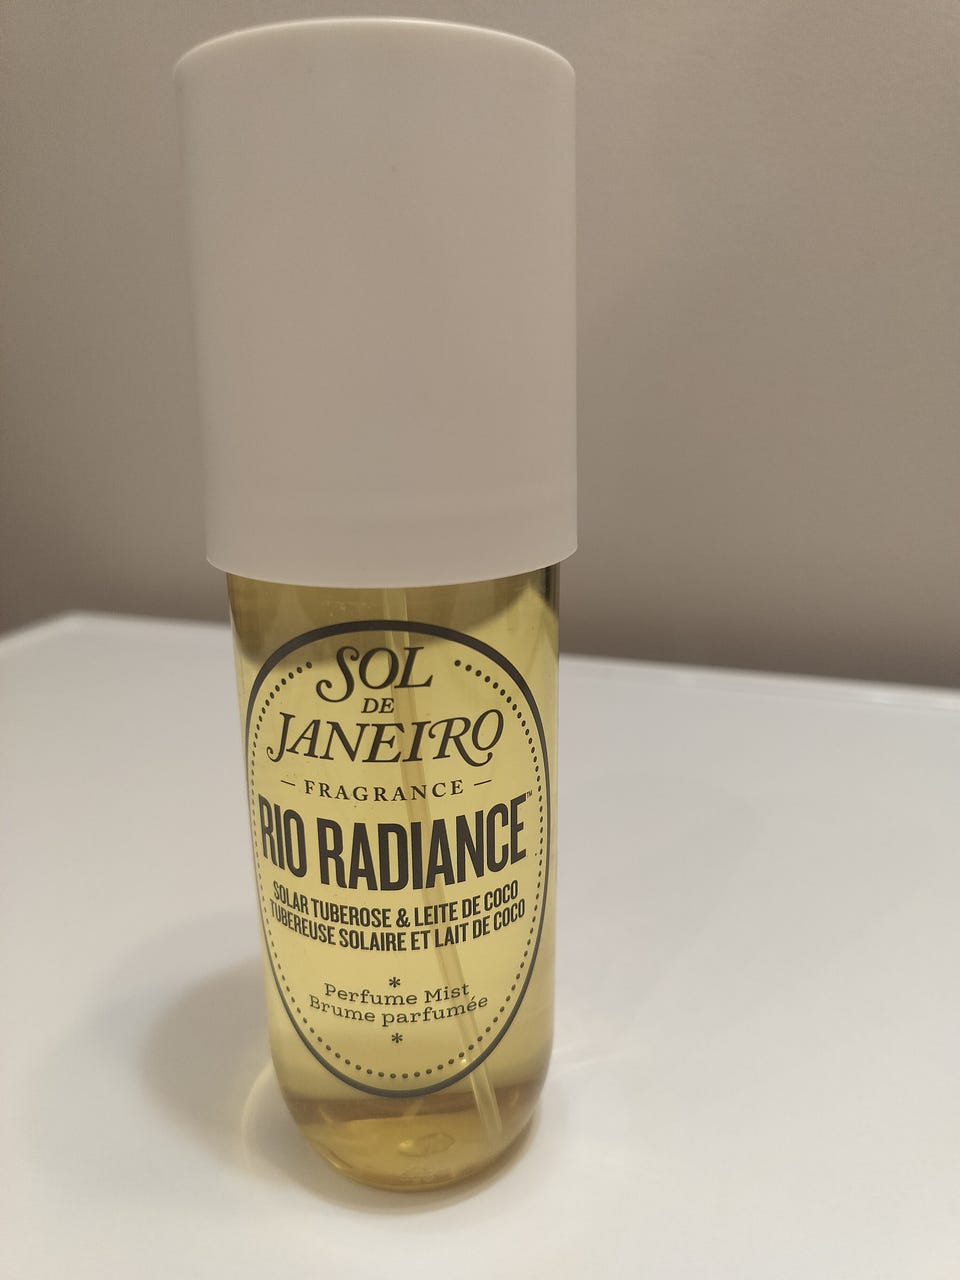 SOL
DE
JANEIRO
– FRAGRANCE –
RIO RADIANCE™
SOLAR TUBEROSE & LEITE DE COCO
TUBEREUSE SOLAIRE ET LAIT DE COCO
*
Perfume Mist
Brume parfumée
*